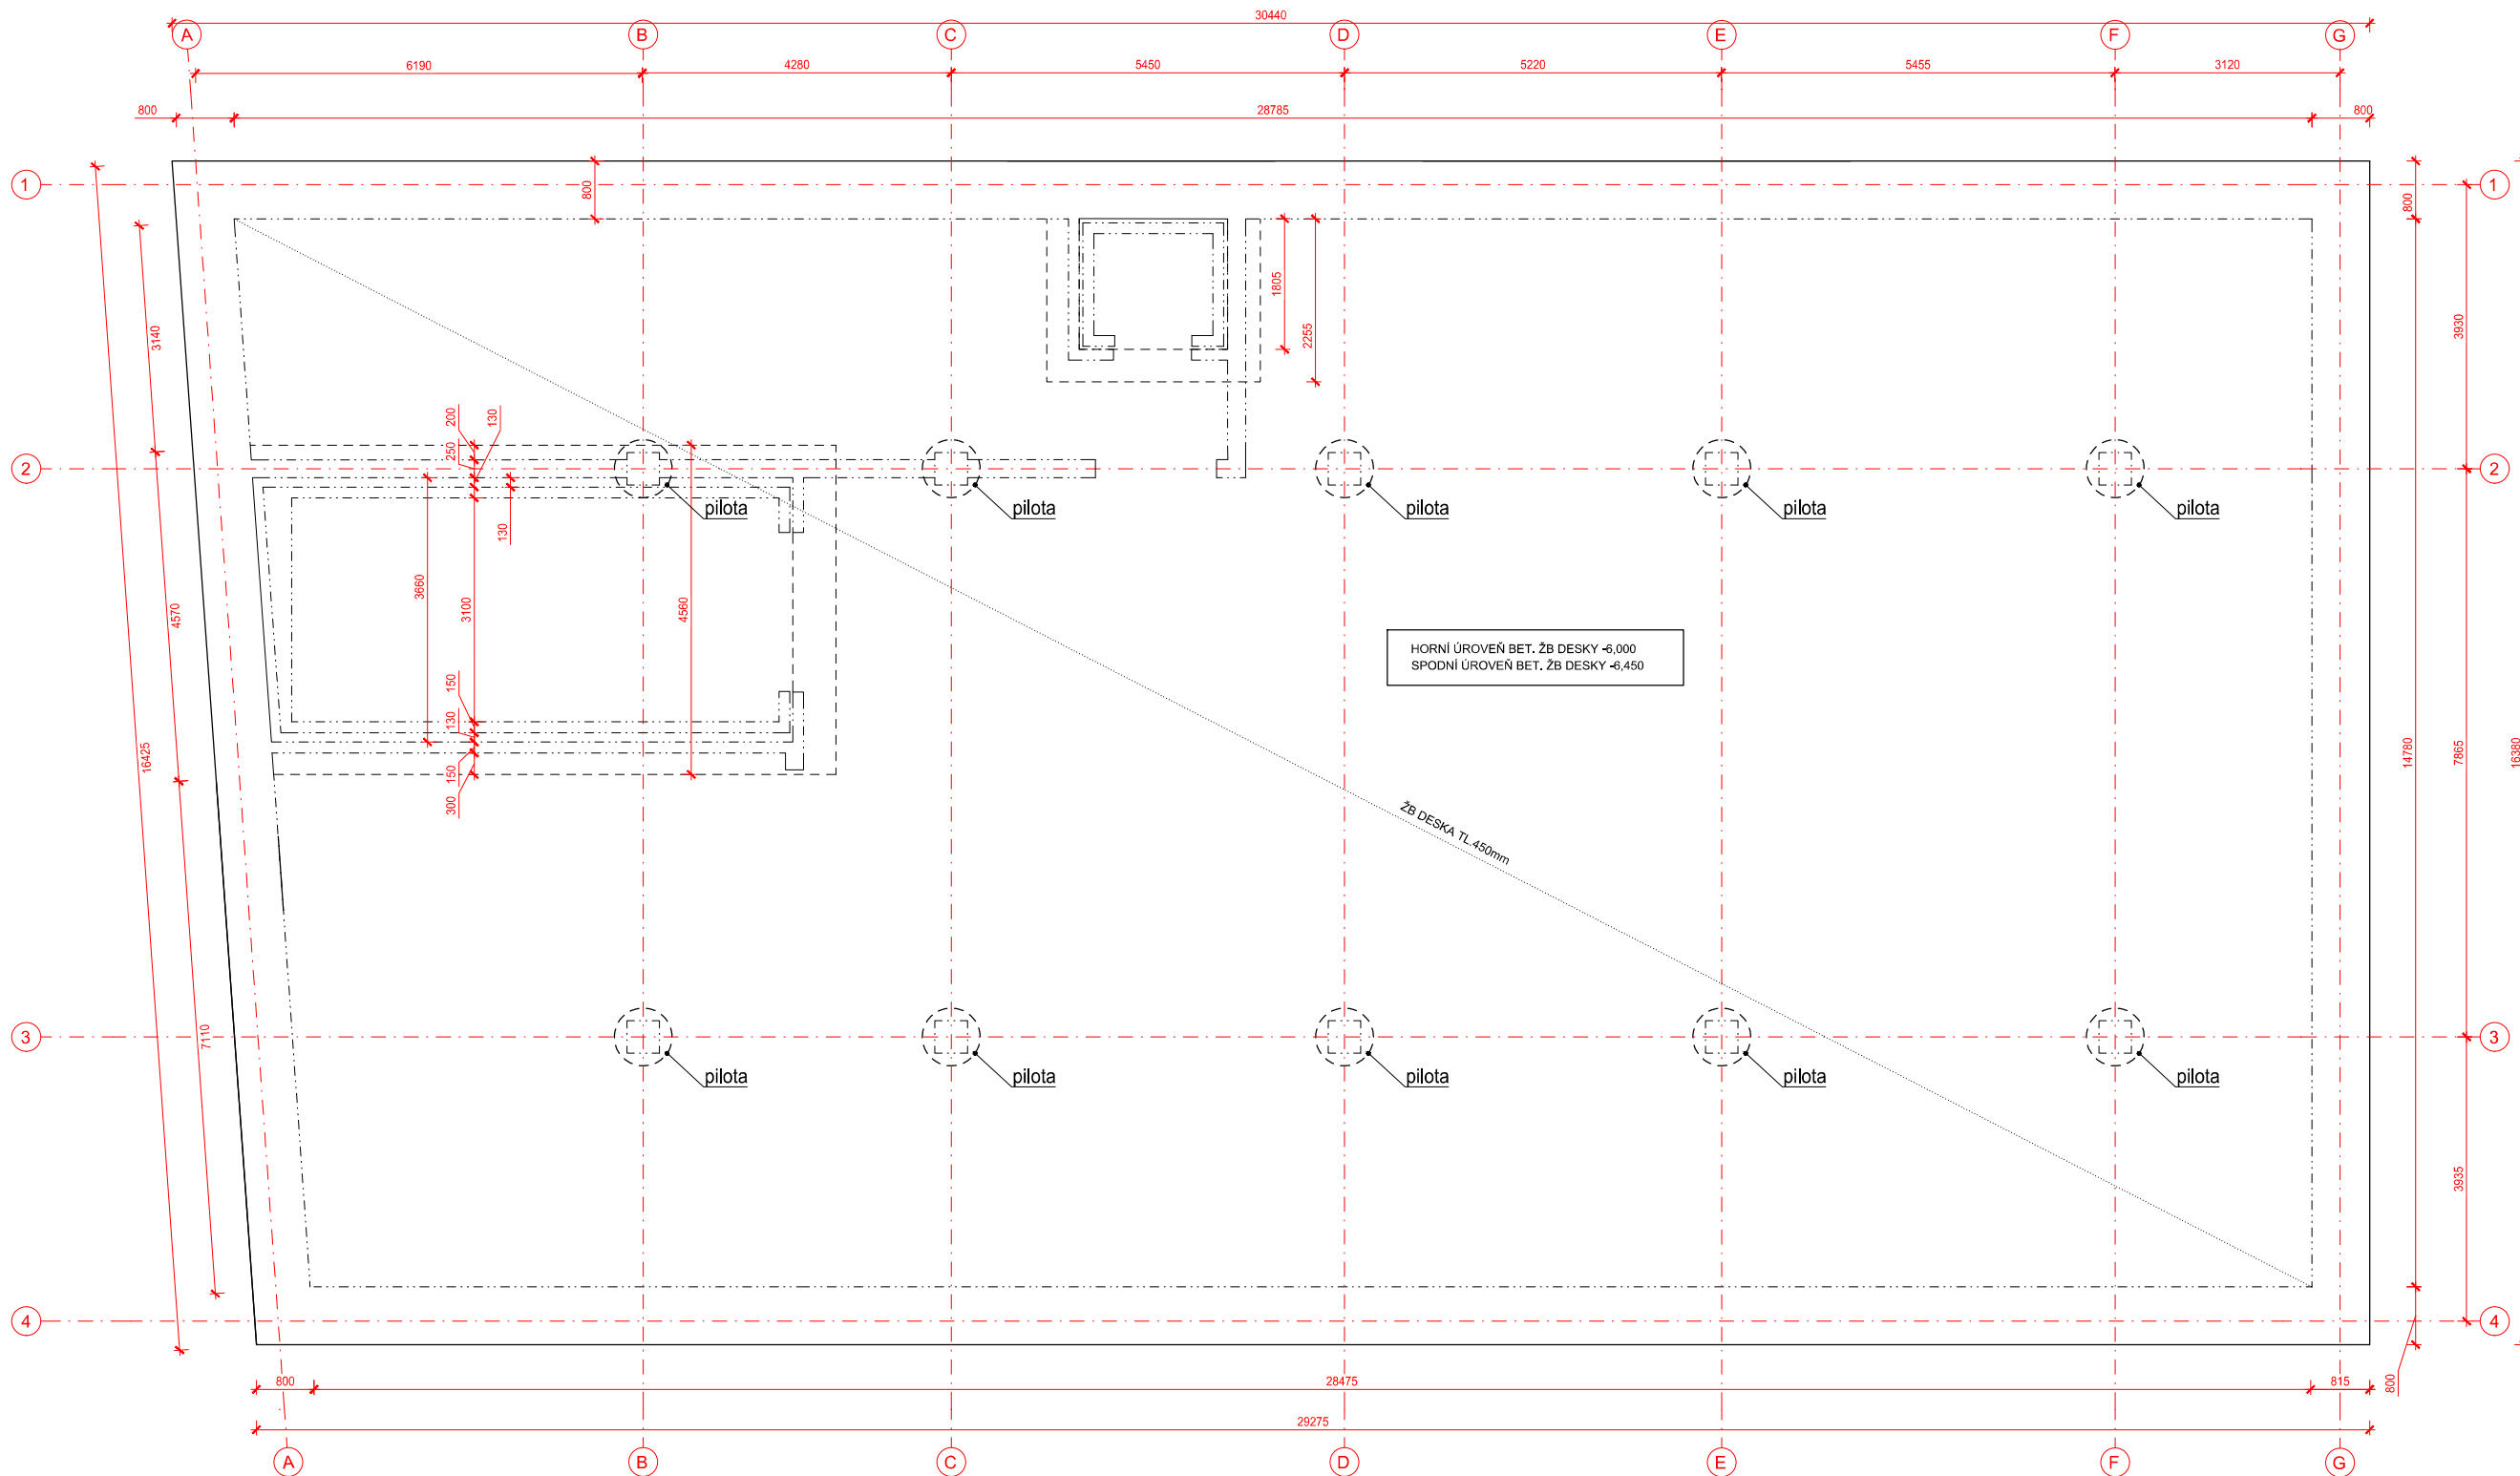 30440
A
B
C
D
E
F
G
6190
4280
5450
5220
5455
3120
800
28785
800
1
800
800
1
1805
2255
3140
3930
200
130
250
2
2
pilota
pilota
pilota
pilota
pilota
130
3660
3100
4560
4570
HORNÍ ÚROVEŇ BET. ŽB DESKY -6,000
SPODNÍ ÚROVEŇ BET. ŽB DESKY -6,450
150
130
150
300
16425
14780
7865
16380
ŽB DESKA TL.450mm
7110
3
3
pilota
pilota
pilota
pilota
pilota
3935
4
4
800
28475
815
800
29275
A
B
C
D
E
F
G